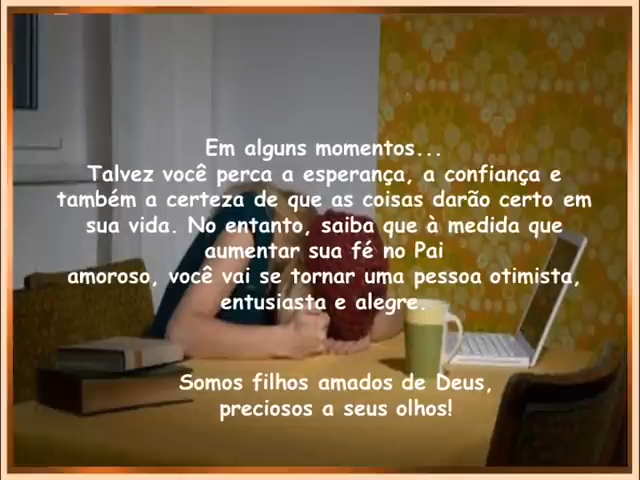 Em alguns momentos...
Talvez você perca a esperança, a confiança e
também a certeza de que as coisas darão certo em
sua vida. No entanto, saiba que à medida que
aumentar sua fé no Pai
amoroso, você vai se tornar uma pessoa otimista,
entusiasta e alegre.
Somos filhos amados de Deus,
preciosos a seus olhos!